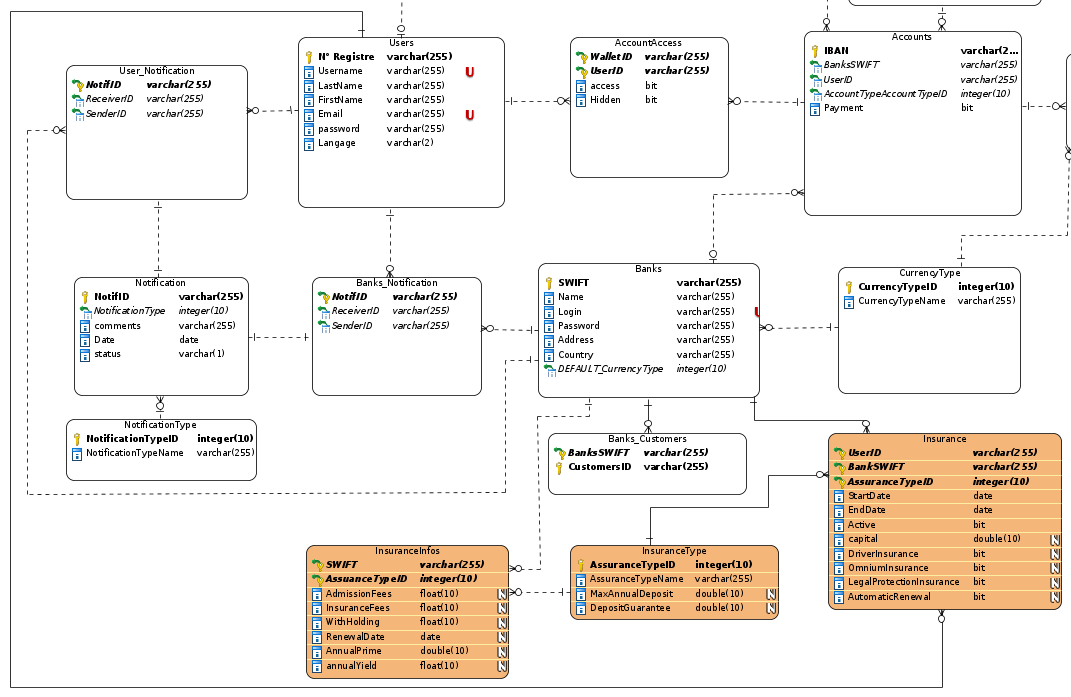 Users
N° Registre varchar(255)
Username varchar(255) U
LastName varchar(255)
FirstName varchar(255)
Email varchar(255) U
password varchar(255)
Langage varchar(2)
AccountAccess
WalletID varchar(255)
UserID varchar(255)
access bit
Hidden bit
Accounts
IBAN varchar(2...
BanksSWIFT varchar(255)
UserID varchar(255)
AccountTypeAccountTypeID integer(10)
Payment bit
User_Notification
NotifID varchar(255)
ReceiverID varchar(255)
SenderID varchar(255)
Notification
NotifID varchar(255)
NotificationType integer(10)
comments varchar(255)
Date date
status varchar(1)
Banks_Notification
NotifID varchar(255)
ReceiverID varchar(255)
SenderID varchar(255)
Banks
SWIFT varchar(255)
Name varchar(255)
Login varchar(255) U
Password varchar(255)
Address varchar(255)
Country varchar(255)
DEFAULT_CurrencyType integer(10)
CurrencyType
CurrencyTypeID integer(10)
CurrencyTypeName varchar(255)
NotificationType
NotificationTypeID integer(10)
NotificationTypeName varchar(255)
Banks_Customers
BanksSWIFT varchar(255)
CustomersID varchar(255)
Insurance
UserID varchar(255)
BankSWIFT varchar(255)
AssuranceTypeID integer(10)
StartDate date
EndDate date
Active bit
capital double(10) N
DriverInsurance bit N
OmniumInsurance bit N
LegalProtectionInsurance bit N
AutomaticRenewal bit N
InsuranceInfos
SWIFT varchar(255)
AssuanceTypeID integer(10)
AdmissionFees float(10) N
InsuranceFees float(10) N
WithHolding float(10) N
RenewalDate date N
AnnualPrime double(10) N
annualYield float(10) N
InsuranceType
AssuranceTypeID integer(10)
AssuranceTypeName varchar(255)
MaxAnnualDeposit double(10) N
DepositGuarantee double(10) N